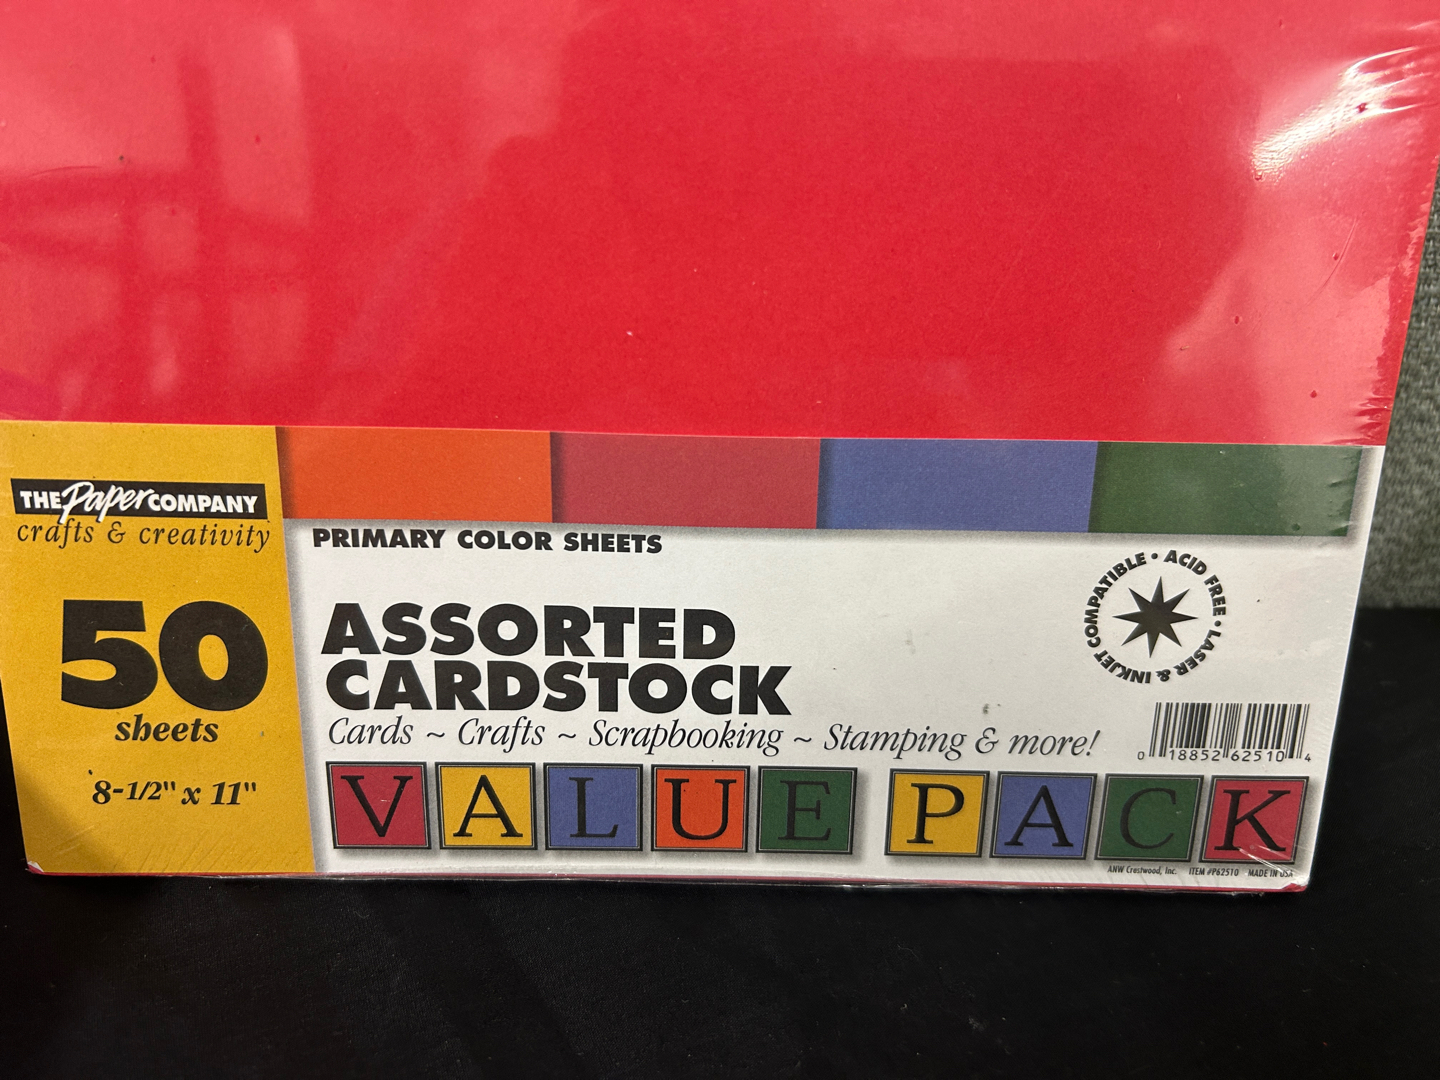 THE Paper COMPANY
crafts & creativity
50
sheets
8-1/2" x 11"
PRIMARY COLOR SHEETS
ASSORTED
CARDSTOCK
Cards ~ Crafts ~ Scrapbooking ~ Stamping & more!
ACID FREE • LASER & INKJET COMPATIBLE •
0 18852 62510 4
VALUE PACK
ANW Crestwood, Inc. ITEM #P62510 MADE IN USA